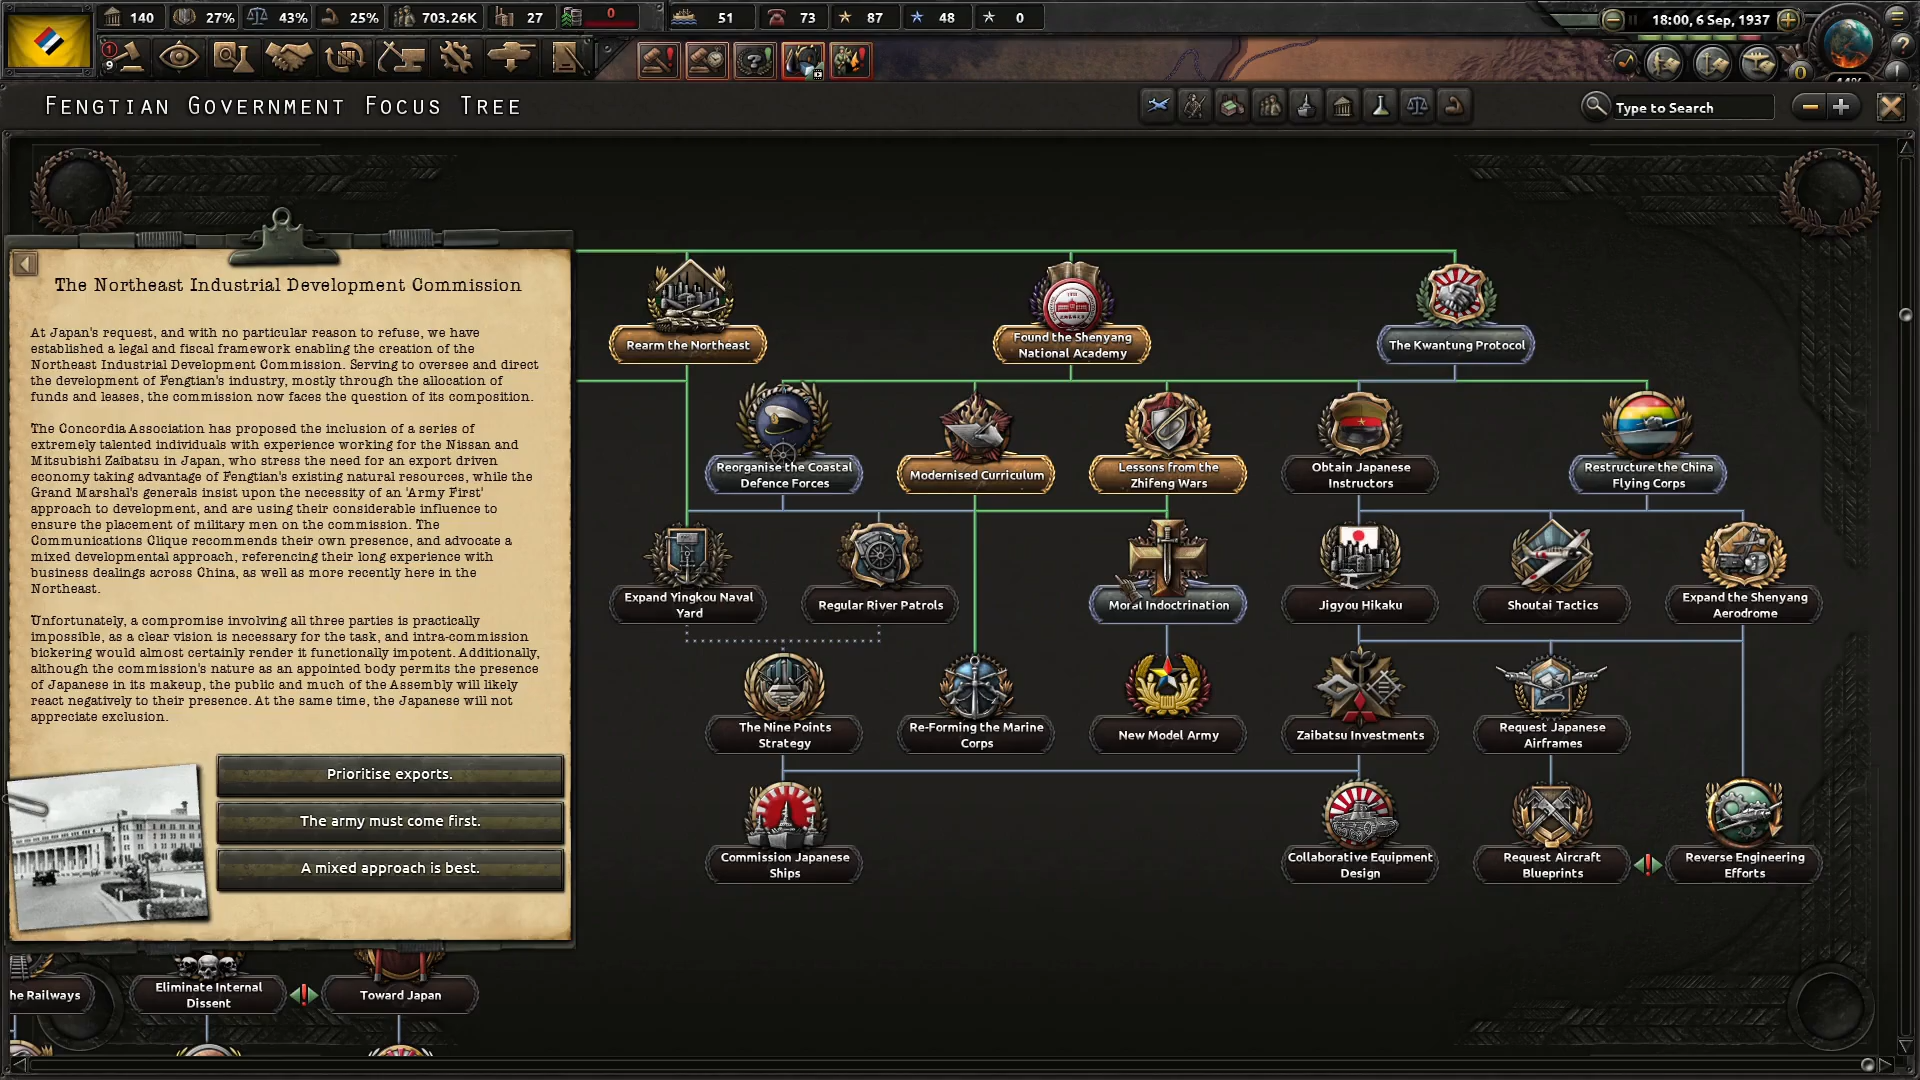 140
27%
43%
25%
703.26K
27
0
51
73
87
48
0
18:00, 6 Sep, 1937
1
9
0
FENGTIAN GOVERNMENT FOCUS TREE
Type to Search
The Northeast Industrial Development Commission
At Japan's request, and with no particular reason to refuse, we have
established a legal and fiscal framework enabling the creation of the
Northeast Industrial Development Commission. Serving to oversee and direct
the development of Fengtian's industry, mostly through the allocation of
funds and leases, the commission now faces the question of its composition.
The Concordia Association has proposed the inclusion of a series of
extremely talented individuals with experience working for the Nissan and
Mitsubishi Zaibatsu in Japan, who stress the need for an export driven
economy taking advantage of Fengtian's existing natural resources, while the
Grand Marshal's generals insist upon the necessity of an 'Army First'
approach to development, and are using their considerable influence to
ensure the placement of military men on the commission. The
Communications Clique recommends their own presence, and advocate a
mixed developmental approach, referencing their long experience with
business dealings across China, as well as more recently here in the
Northeast.
Unfortunately, a compromise involving all three parties is practically
impossible, as a clear vision is necessary for the task, and intra-commission
bickering would almost certainly render it functionally impotent. Additionally,
although the commission's nature as an appointed body permits the presence
of Japanese in its makeup, the public and much of the Assembly will likely
react negatively to their presence. At the same time, the Japanese will not
appreciate exclusion.
Prioritise exports.
The army must come first.
A mixed approach is best.
Rearm the Northeast
Found the Shenyang
National Academy
The Kwantung Protocol
Reorganise the Coastal
Defence Forces
Modernised Curriculum
Lessons from the
Zhifeng Wars
Obtain Japanese
Instructors
Restructure the China
Flying Corps
Expand Yingkou Naval
Yard
Regular River Patrols
Moral Indoctrination
Jigyou Hikaku
Shoutai Tactics
Expand the Shenyang
Aerodrome
The Nine Points
Strategy
Re-Forming the Marine
Corps
New Model Army
Zaibatsu Investments
Request Japanese
Airframes
Commission Japanese
Ships
Collaborative Equipment
Design
Request Aircraft
Blueprints
Reverse Engineering
Efforts
he Railways
Eliminate Internal
Dissent
Toward Japan